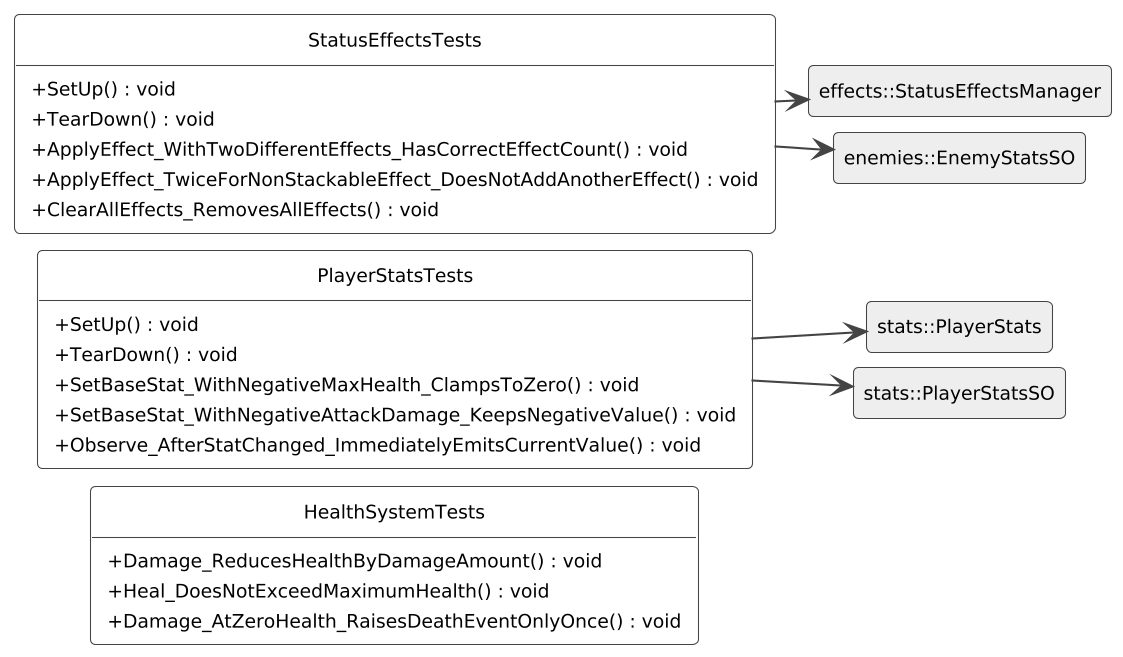 StatusEffectsTests
+SetUp() : void
+TearDown() : void
+ApplyEffect_WithTwoDifferentEffects_HasCorrectEffectCount() : void
+ApplyEffect_TwiceForNonStackableEffect_DoesNotAddAnotherEffect() : void
+ClearAllEffects_RemovesAllEffects() : void
effects::StatusEffectsManager
enemies::EnemyStatsSO
PlayerStatsTests
+SetUp() : void
+TearDown() : void
+SetBaseStat_WithNegativeMaxHealth_ClampsToZero() : void
+SetBaseStat_WithNegativeAttackDamage_KeepsNegativeValue() : void
+Observe_AfterStatChanged_ImmediatelyEmitsCurrentValue() : void
stats::PlayerStats
stats::PlayerStatsSO
HealthSystemTests
+Damage_ReducesHealthByDamageAmount() : void
+Heal_DoesNotExceedMaximumHealth() : void
+Damage_AtZeroHealth_RaisesDeathEventOnlyOnce() : void